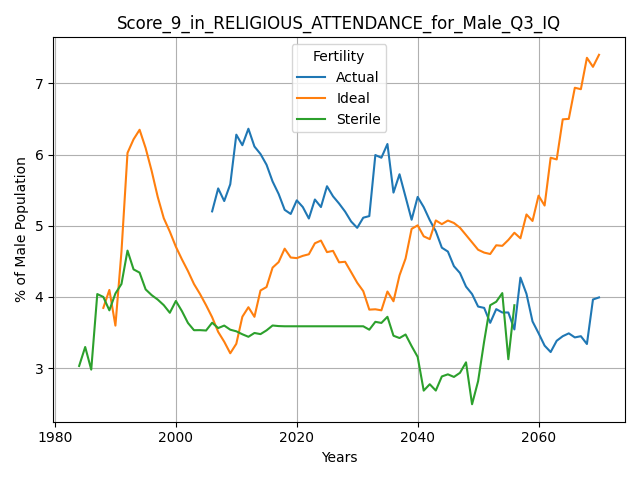 Score_9_in_RELIGIOUS_ATTENDANCE_for_Male_Q3_IQ
Fertility
Actual
Ideal
Sterile
% of Male Population
7
6
5
4
3
1980 2000 2020 2040 2060
Years